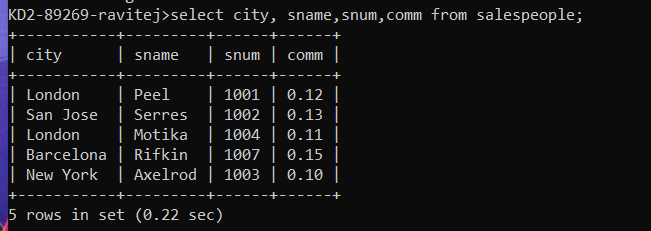 KD2-89269-ravitej>select city, sname,snum,comm from salespeople;
+-----------+---------+------+------+
| city      | sname   | snum | comm |
+-----------+---------+------+------+
| London    | Peel    | 1001 | 0.12 |
| San Jose  | Serres  | 1002 | 0.13 |
| London    | Motika  | 1004 | 0.11 |
| Barcelona | Rifkin  | 1007 | 0.15 |
| New York  | Axelrod | 1003 | 0.10 |
+-----------+---------+------+------+
5 rows in set (0.22 sec)